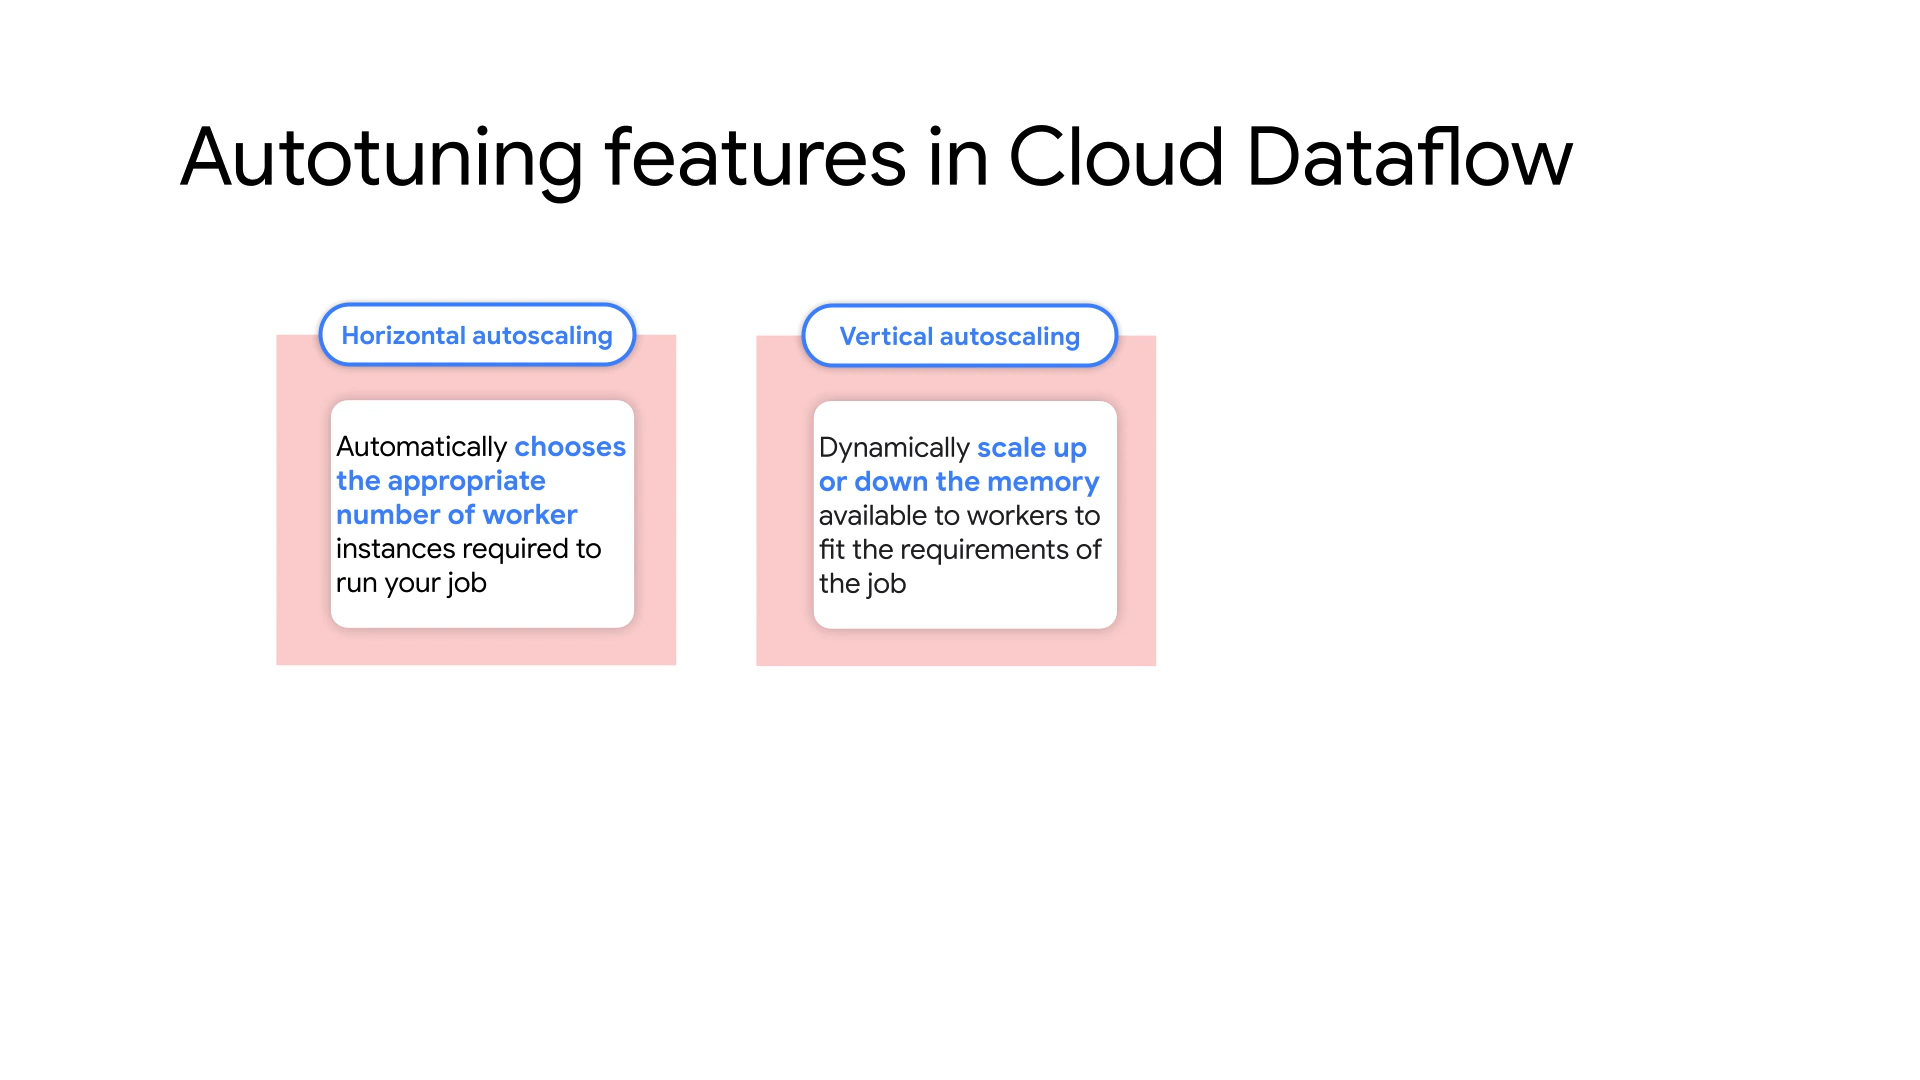 Autotuning features in Cloud Dataflow
Horizontal autoscaling
Automatically chooses
the appropriate
number of worker
instances required to
run your job
Vertical autoscaling
Dynamically scale up
or down the memory
available to workers to
fit the requirements of
the job